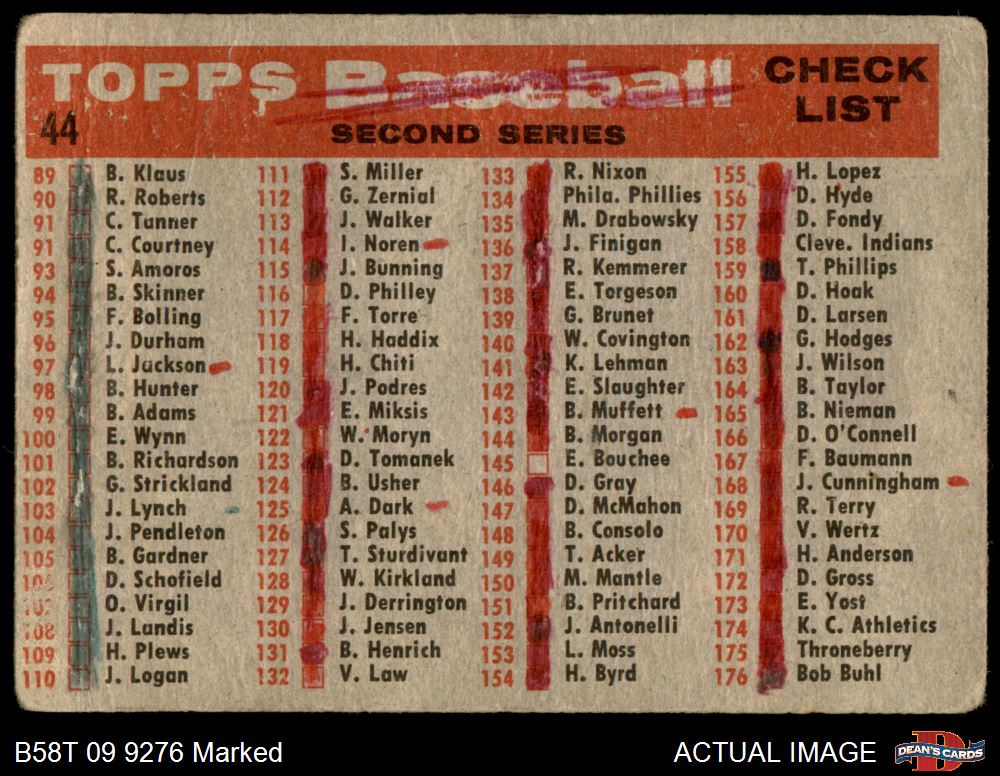 TOPPS Baseball CHECK LIST
44 SECOND SERIES
89 B. Klaus
90 R. Roberts
91 C. Tanner
91 C. Courtney
93 S. Amoros
94 B. Skinner
95 F. Bolling
96 J. Durham
97 L. Jackson
98 B. Hunter
99 B. Adams
100 E. Wynn
101 B. Richardson
102 G. Strickland
103 J. Lynch
104 J. Pendleton
105 B. Gardner
D. Schofield
O. Virgil
108 J. Landis
109 H. Plews
110 J. Logan
111 S. Miller
112 G. Zernial
113 J. Walker
114 I. Noren
115 J. Bunning
116 D. Philley
117 F. Torre
118 H. Haddix
119 H. Chiti
120 J. Podres
121 E. Miksis
122 W. Moryn
123 D. Tomanek
124 B. Usher
125 A. Dark
126 S. Palys
127 T. Sturdivant
128 W. Kirkland
129 J. Derrington
130 J. Jensen
131 B. Henrich
132 V. Law
133 R. Nixon
134 Phila. Phillies
135 M. Drabowsky
136 J. Finigan
137 R. Kemmerer
138 E. Torgeson
139 G. Brunet
140 W. Covington
141 K. Lehman
142 E. Slaughter
143 B. Muffett
144 B. Morgan
145 E. Bouchee
146 D. Gray
147 D. McMahon
148 B. Consolo
149 T. Acker
150 M. Mantle
151 B. Pritchard
152 J. Antonelli
153 L. Moss
154 H. Byrd
155 H. Lopez
156 D. Hyde
157 D. Fondy
158 Cleve. Indians
159 T. Phillips
160 D. Hoak
161 D. Larsen
162 G. Hodges
163 J. Wilson
164 B. Taylor
165 B. Nieman
166 D. O'Connell
167 F. Baumann
168 J. Cunningham
169 R. Terry
170 V. Wertz
171 H. Anderson
172 D. Gross
173 E. Yost
174 K. C. Athletics
175 Throneberry
176 Bob Buhl
B58T 09 9276 Marked
ACTUAL IMAGE
DEAN'S CARDS